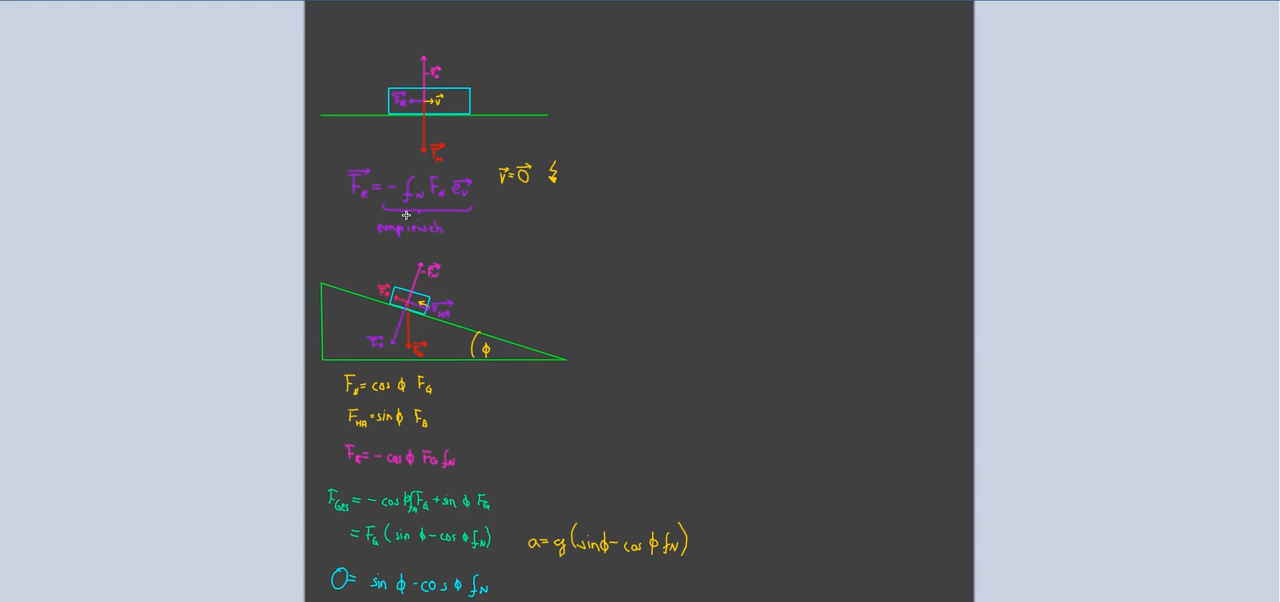 -F⃗N
F⃗R v⃗
F⃗R = - fN FN e⃗v
v⃗ = 0⃗
empirisch
-F⃗N
F⃗R F⃗HA
F⃗N F⃗G ϕ
FN = cos ϕ FG
FHA = sin ϕ FG
FR = - cos ϕ FG fN
FGes = - cos ϕ fN FG + sin ϕ FG
= FG (sin ϕ - cos ϕ fN) a = g (sin ϕ - cos ϕ fN)
0 = sin ϕ - cos ϕ fN